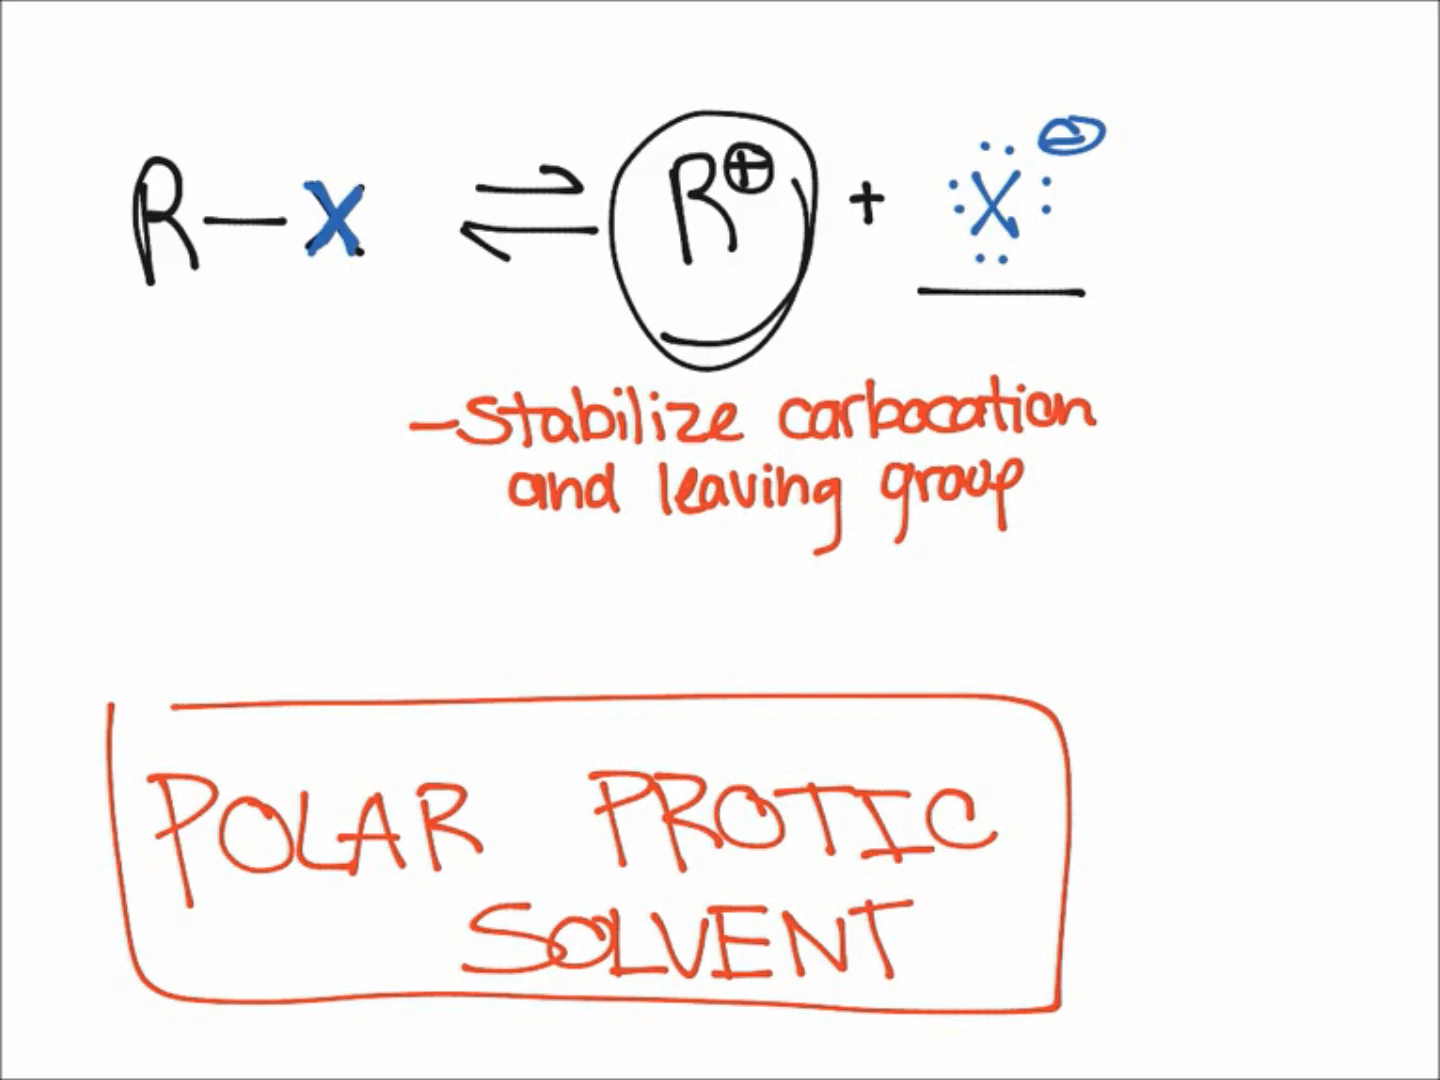 R—X ⇌ R⊕ + X⊖
-Stabilize carbocation
and leaving group
POLAR PROTIC
SOLVENT